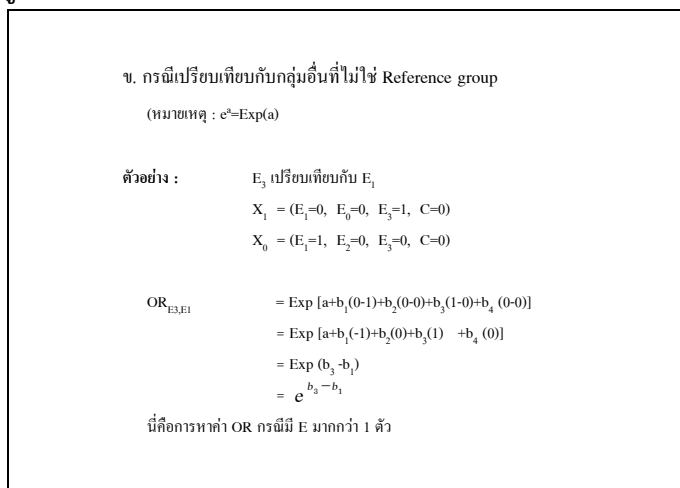 ข. กรณีเปรียบเทียบกับกลุ่มอื่นที่ไม่ใช่ Reference group
(หมายเหตุ : eᵃ=Exp(a)
ตัวอย่าง : E₃ เปรียบเทียบกับ E₁
X₁ = (E₁=0, E₀=0, E₃=1, C=0)
X₀ = (E₁=1, E₂=0, E₃=0, C=0)
OR E3,E1 = Exp [a+b₁(0-1)+b₂(0-0)+b₃(1-0)+b₄ (0-0)]
= Exp [a+b₁(-1)+b₂(0)+b₃(1) +b₄ (0)]
= Exp (b₃ -b₁)
= e^{b₃−b₁}
นี่คือการหาค่า OR กรณีมี E มากกว่า 1 ตัว